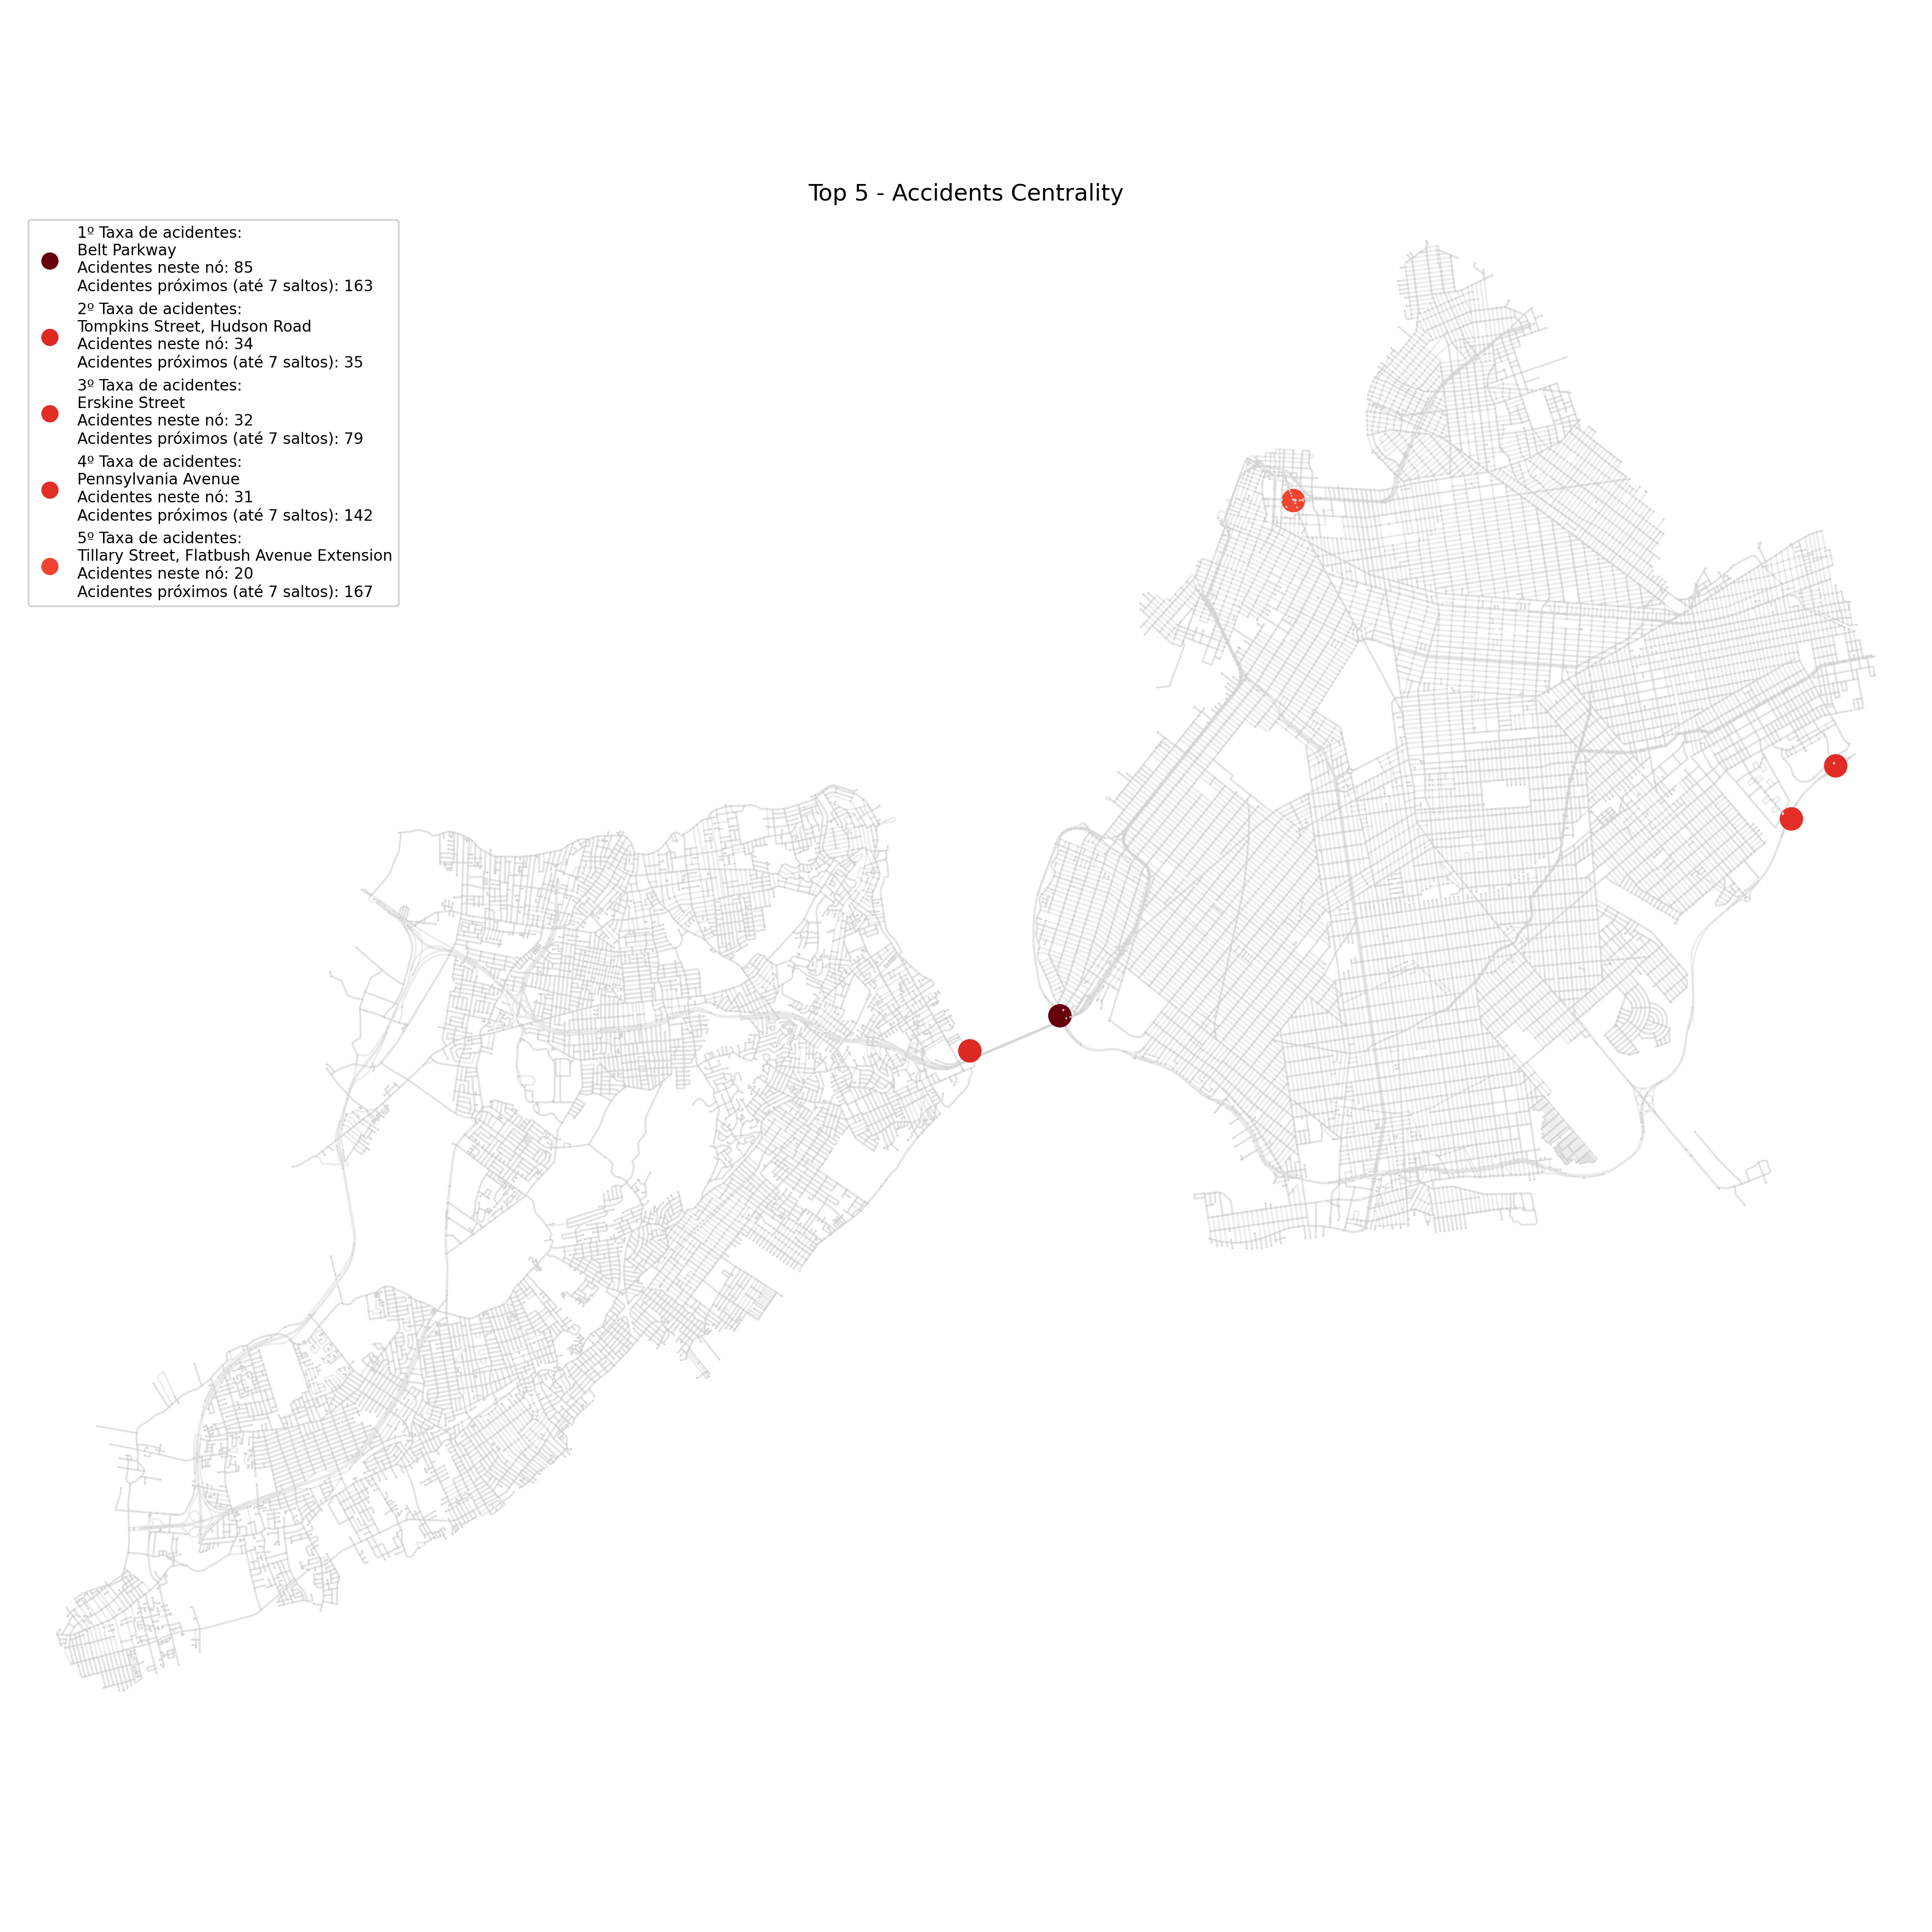 Top 5 - Accidents Centrality
1º Taxa de acidentes:
Belt Parkway
Acidentes neste nó: 85
Acidentes próximos (até 7 saltos): 163
2º Taxa de acidentes:
Tompkins Street, Hudson Road
Acidentes neste nó: 34
Acidentes próximos (até 7 saltos): 35
3º Taxa de acidentes:
Erskine Street
Acidentes neste nó: 32
Acidentes próximos (até 7 saltos): 79
4º Taxa de acidentes:
Pennsylvania Avenue
Acidentes neste nó: 31
Acidentes próximos (até 7 saltos): 142
5º Taxa de acidentes:
Tillary Street, Flatbush Avenue Extension
Acidentes neste nó: 20
Acidentes próximos (até 7 saltos): 167